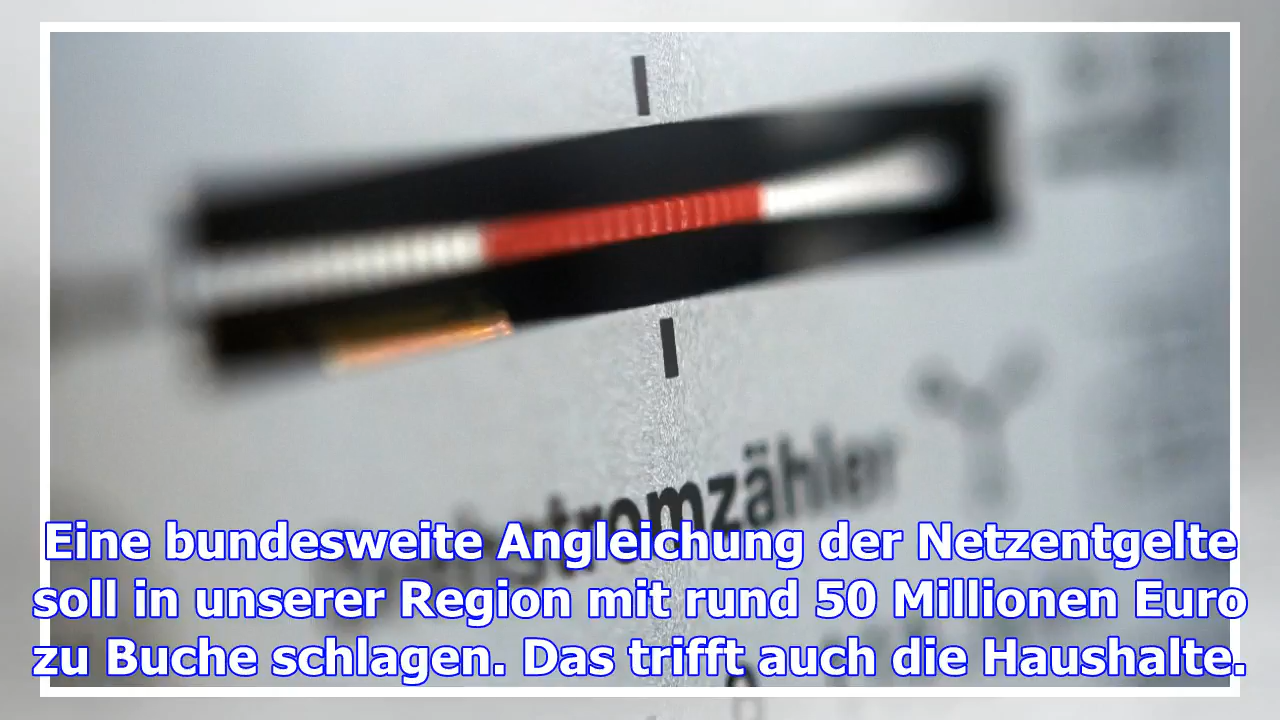 Drehstromzähler
Eine bundesweite Angleichung der Netzentgelte
soll in unserer Region mit rund 50 Millionen Euro
zu Buche schlagen. Das trifft auch die Haushalte.